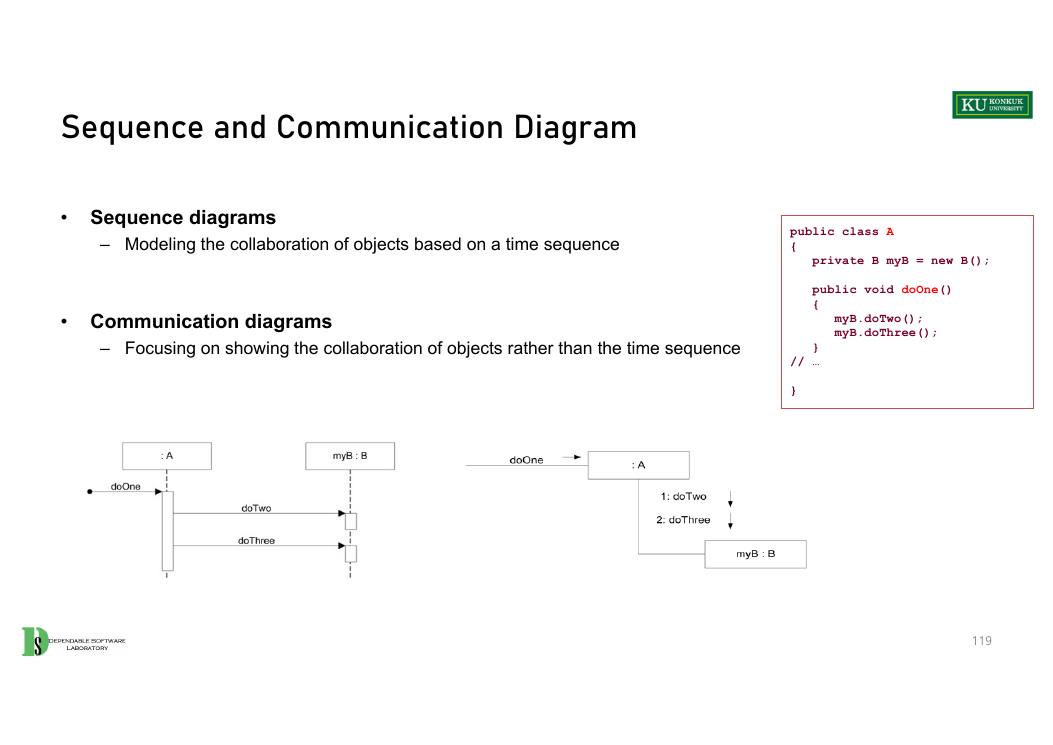 KU KONKUK
UNIVERSITY
Sequence and Communication Diagram
• Sequence diagrams
– Modeling the collaboration of objects based on a time sequence
• Communication diagrams
– Focusing on showing the collaboration of objects rather than the time sequence
public class A
{
private B myB = new B();
public void doOne()
{
myB.doTwo();
myB.doThree();
}
// …
}
: A
myB : B
doOne
doTwo
doThree
doOne
: A
1: doTwo
2: doThree
myB : B
DS DEPENDABLE SOFTWARE
LABORATORY
119